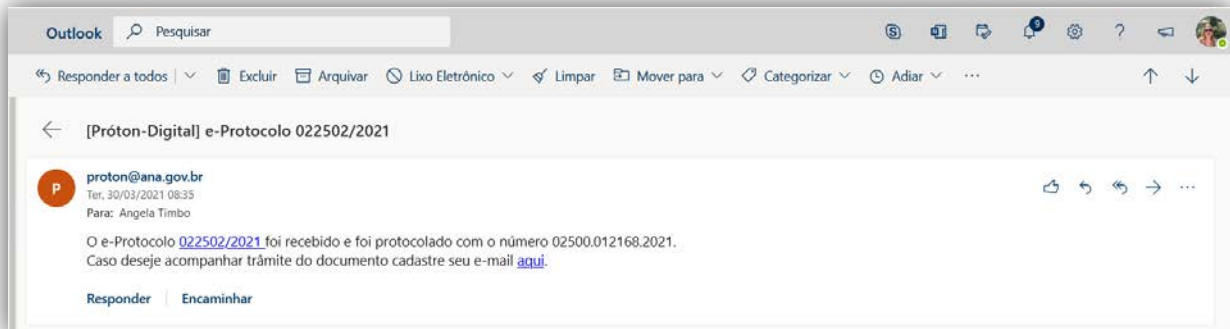 Outlook
Pesquisar
9
Responder a todos
Excluir
Arquivar
Lixo Eletrônico
Limpar
Mover para
Categorizar
Adiar
[Próton-Digital] e-Protocolo 022502/2021
P
proton@ana.gov.br
Ter, 30/03/2021 08:35
Para: Angela Timbo
O e-Protocolo 022502/2021 foi recebido e foi protocolado com o número 02500.012168.2021.
Caso deseje acompanhar trâmite do documento cadastre seu e-mail aqui.
Responder
Encaminhar